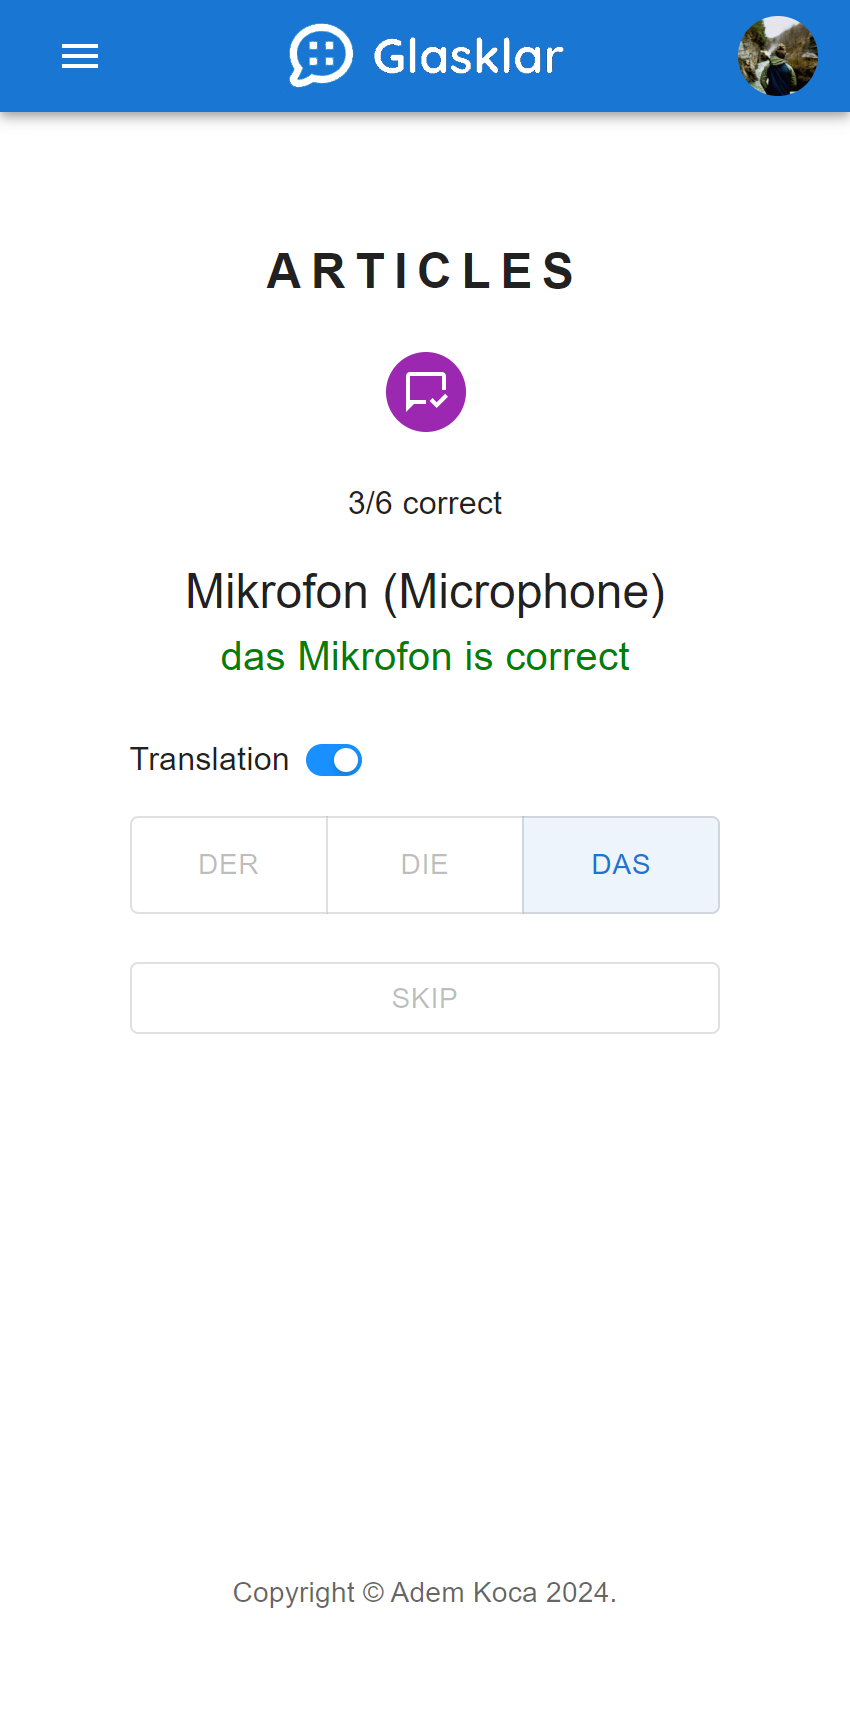 Glasklar
ARTICLES
3/6 correct
Mikrofon (Microphone)
das Mikrofon is correct
Translation
DER DIE DAS
SKIP
Copyright © Adem Koca 2024.